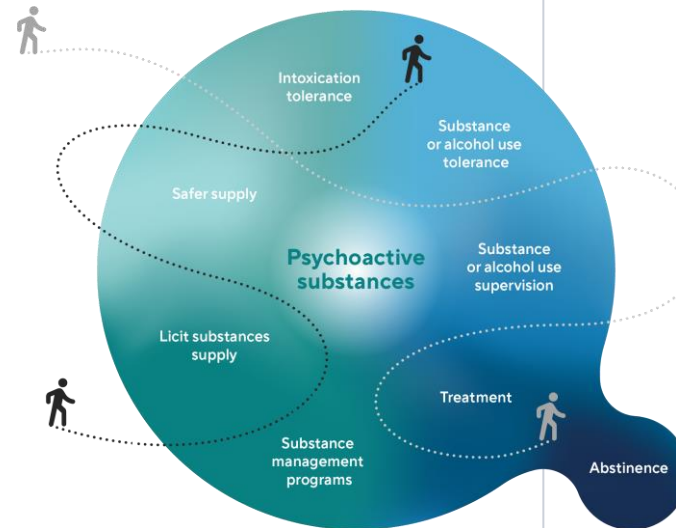 Intoxication
tolerance
Substance
or alcohol use
tolerance
Safer supply
Psychoactive
substances
Substance
or alcohol use
supervision
Licit substances
supply
Treatment
Substance
management
programs
Abstinence